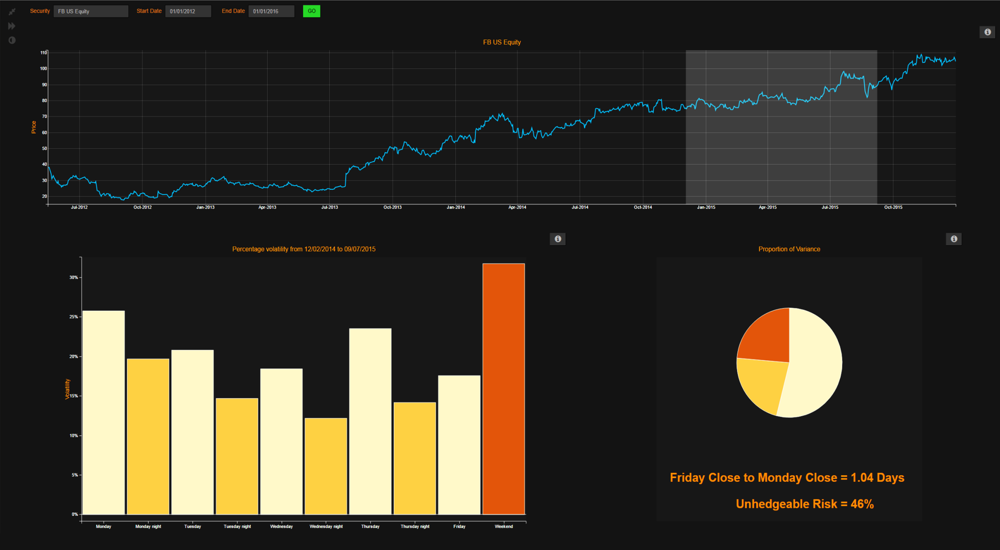 Security FB US Equity Start Date 01/01/2012 End Date 01/01/2016 GO
FB US Equity
Price
110
100
90
80
70
60
50
40
30
20
Jul-2012 Oct-2012 Jan-2013 Apr-2013 Jul-2013 Oct-2013 Jan-2014 Apr-2014 Jul-2014 Oct-2014 Jan-2015 Apr-2015 Jul-2015 Oct-2015
Percentage volatility from 12/02/2014 to 09/07/2015
Volatility
30%
25%
20%
15%
10%
5%
0%
Monday Monday night Tuesday Tuesday night Wednesday Wednesday night Thursday Thursday night Friday Weekend
Proportion of Variance
Friday Close to Monday Close = 1.04 Days
Unhedgeable Risk = 46%